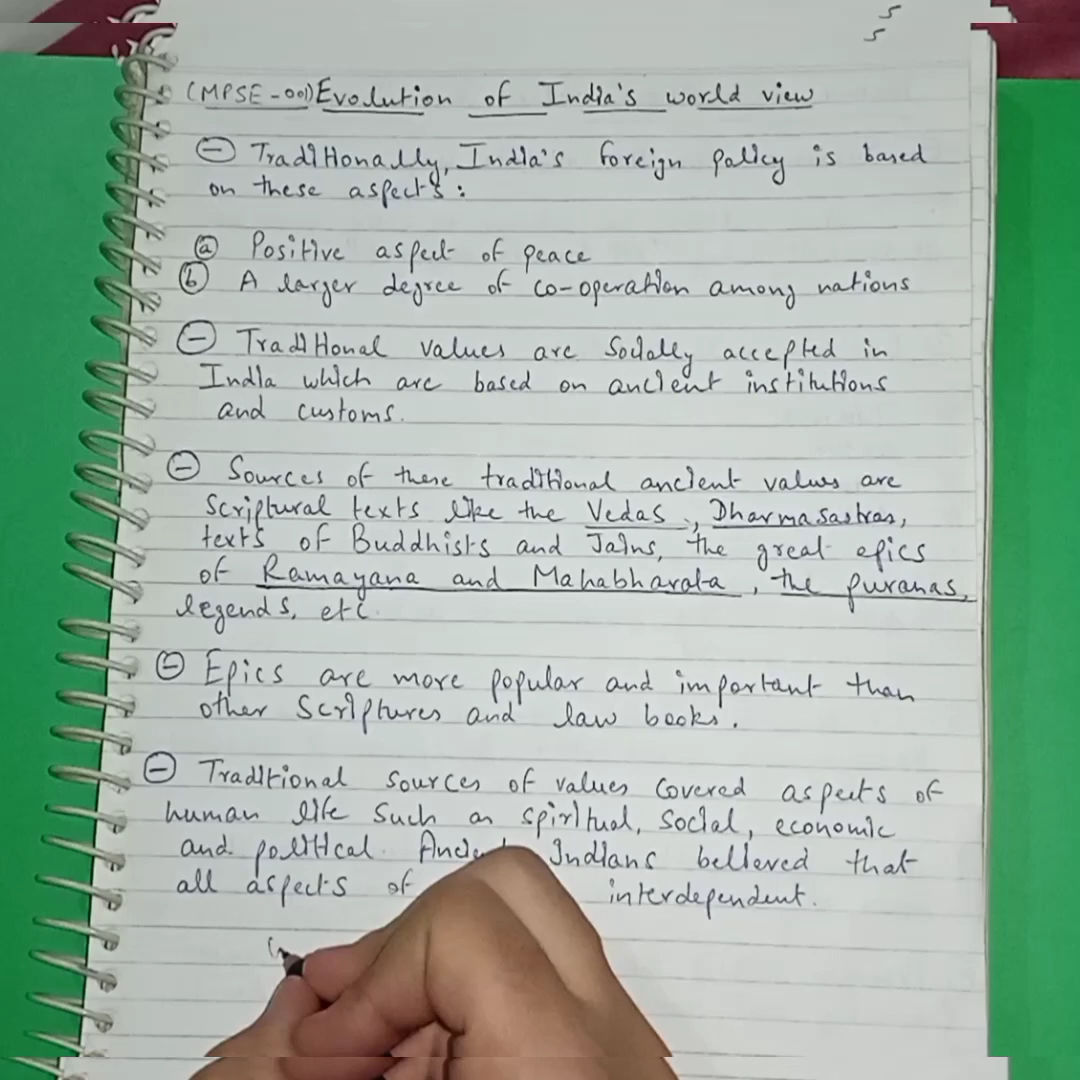 5
5
(MPSE-001) Evolution of India's world view
⊖ Traditionally, India's foreign policy is based
on these aspects:
ⓐ Positive aspect of peace
ⓑ A larger degree of co-operation among nations
⊖ Traditional values are socially accepted in
India which are based on ancient institutions
and customs.
⊖ Sources of these traditional ancient values are
scriptural texts like the Vedas, Dharmasastras,
texts of Buddhists and Jains, the great epics
of Ramayana and Mahabharata, the puranas,
legends, etc.
⊖ Epics are more popular and important than
other scriptures and law books.
⊖ Traditional sources of values covered aspects of
human life such as spiritual, social, economic
and political. Indians believed that
all aspects of interdependent.